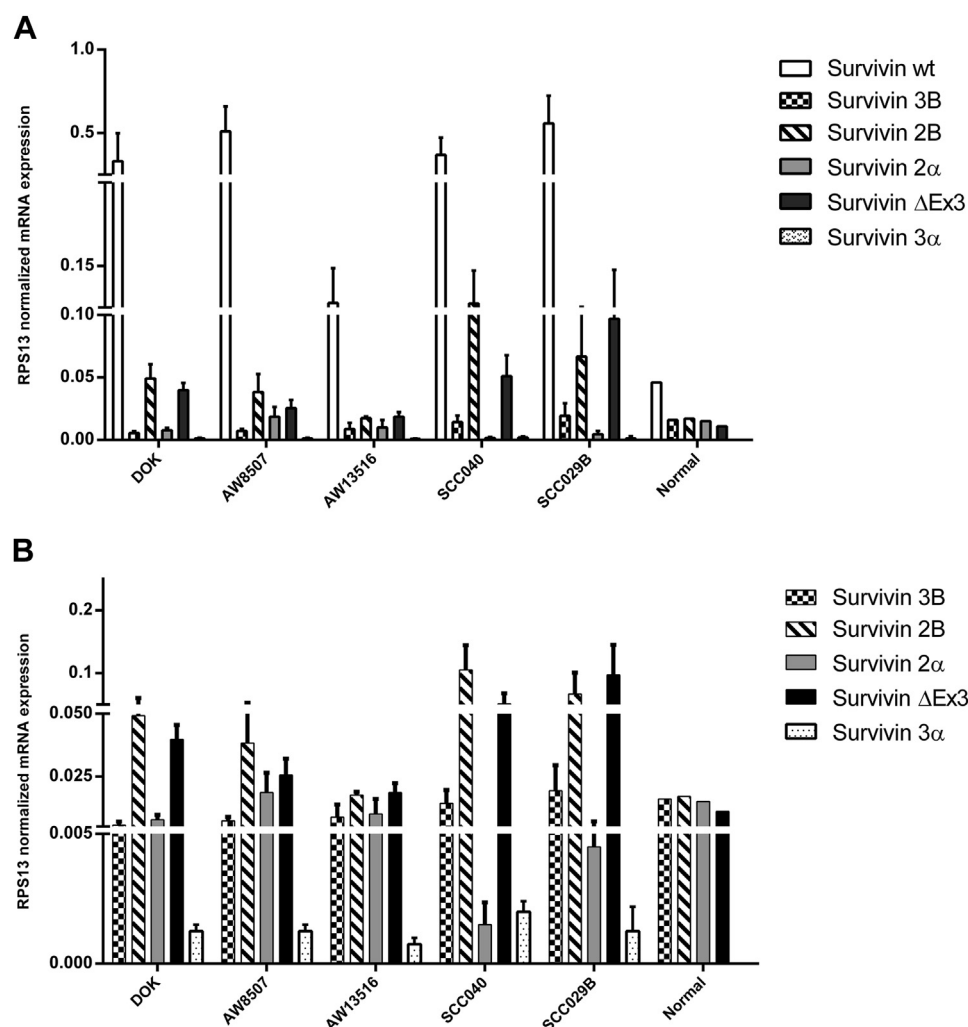 A
RPS13 normalized mRNA expression
1.0
0.5
0.15
0.10
0.05
0.00
DOK
AW8507
AW13516
SCC040
SCC029B
Normal
Survivin wt
Survivin 3B
Survivin 2B
Survivin 2α
Survivin ΔEx3
Survivin 3α
B
RPS13 normalized mRNA expression
0.2
0.1
0.050
0.025
0.005
0.000
DOK
AW8507
AW13516
SCC040
SCC029B
Normal
Survivin 3B
Survivin 2B
Survivin 2α
Survivin ΔEx3
Survivin 3α